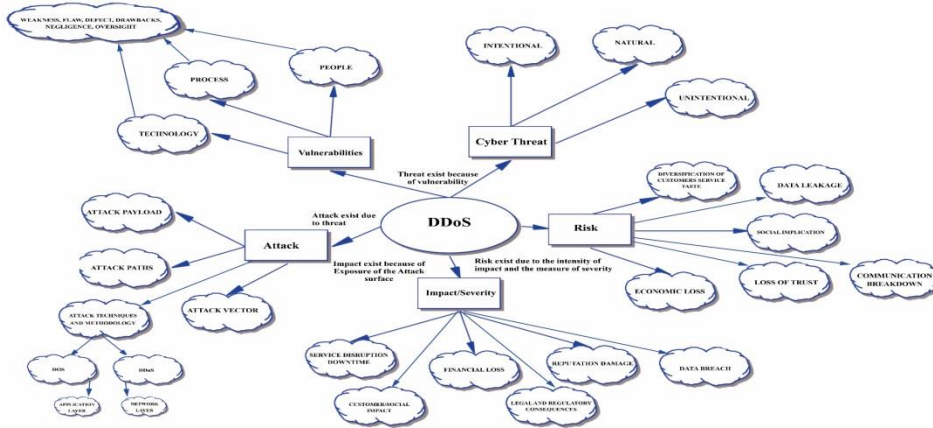 WEAKNESS, FLAW, DEFECT, DRAWBACKS,
NEGLIGENCE, OVERSIGHT
PEOPLE
PROCESS
TECHNOLOGY
Vulnerabilities
INTENTIONAL
NATURAL
UNINTENTIONAL
Cyber Threat
Threat exist because
of vulnerability
DDoS
Attack exist due
to threat
Attack
ATTACK PAYLOAD
ATTACK PATHS
ATTACK TECHNIQUES
AND METHODOLOGY
ATTACK VECTOR
DOS
DDoS
APPLICATION
LAYER
NETWORK
LAYER
Impact exist because of
Exposure of the Attack
surface
Impact/Severity
SERVICE DISRUPTION
DOWNTIME
CUSTOMER/SOCIAL
IMPACT
FINANCIAL LOSS
LEGAL AND REGULATORY
CONSEQUENCES
REPUTATION DAMAGE
DATA BREACH
Risk exist due to the intensity of
impact and the measure of severity
Risk
DIVERSIFICATION OF
CUSTOMERS SERVICE
TASTE
DATA LEAKAGE
SOCIAL IMPLICATION
COMMUNICATION
BREAKDOWN
LOSS OF TRUST
ECONOMIC LOSS